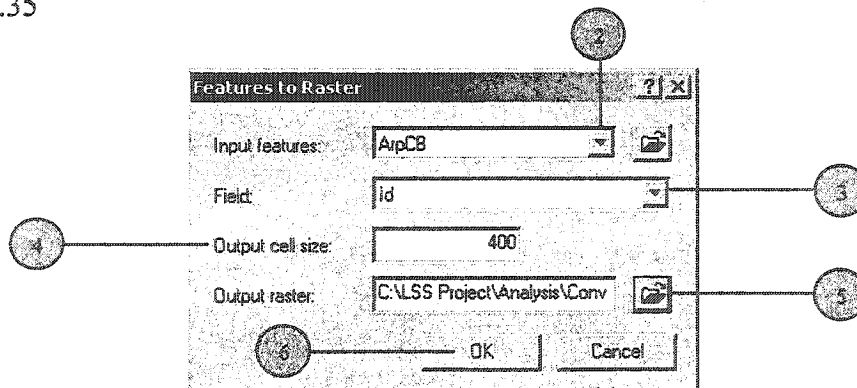 .35
2
Features to Raster ? X
Input features: ArpCB
Field: Id
3
4
Output cell size: 400
Output raster: C:\LSS Project\Analysis\Conv
5
6
OK Cancel